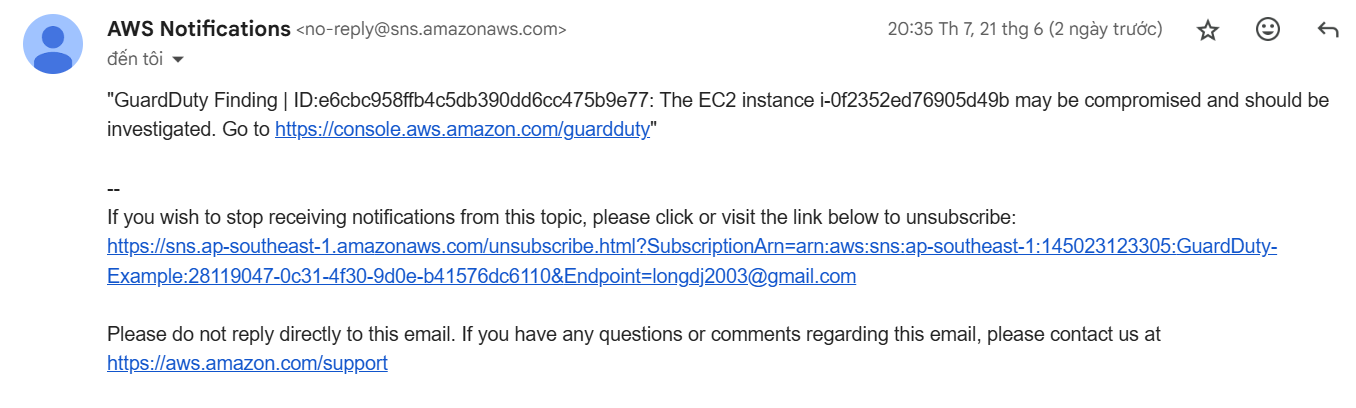 AWS Notifications <no-reply@sns.amazonaws.com> 20:35 Th 7, 21 thg 6 (2 ngày trước)
đến tôi
"GuardDuty Finding | ID:e6cbc958ffb4c5db390dd6cc475b9e77: The EC2 instance i-0f2352ed76905d49b may be compromised and should be
investigated. Go to https://console.aws.amazon.com/guardduty"
--
If you wish to stop receiving notifications from this topic, please click or visit the link below to unsubscribe:
https://sns.ap-southeast-1.amazonaws.com/unsubscribe.html?SubscriptionArn=arn:aws:sns:ap-southeast-1:145023123305:GuardDuty-
Example:28119047-0c31-4f30-9d0e-b41576dc6110&Endpoint=longdj2003@gmail.com
Please do not reply directly to this email. If you have any questions or comments regarding this email, please contact us at
https://aws.amazon.com/support